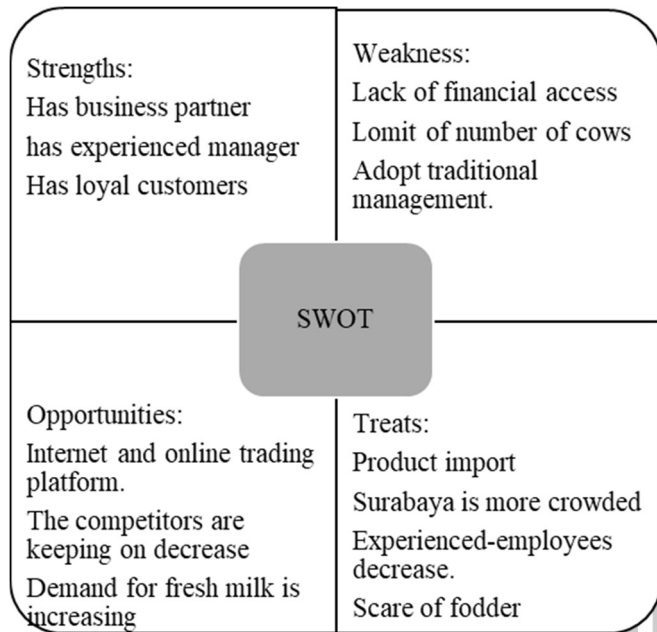 Strengths:
Has business partner
has experienced manager
Has loyal customers
Weakness:
Lack of financial access
Lomit of number of cows
Adopt traditional
management.
SWOT
Opportunities:
Internet and online trading
platform.
The competitors are
keeping on decrease
Demand for fresh milk is
increasing
Treats:
Product import
Surabaya is more crowded
Experienced-employees
decrease.
Scare of fodder